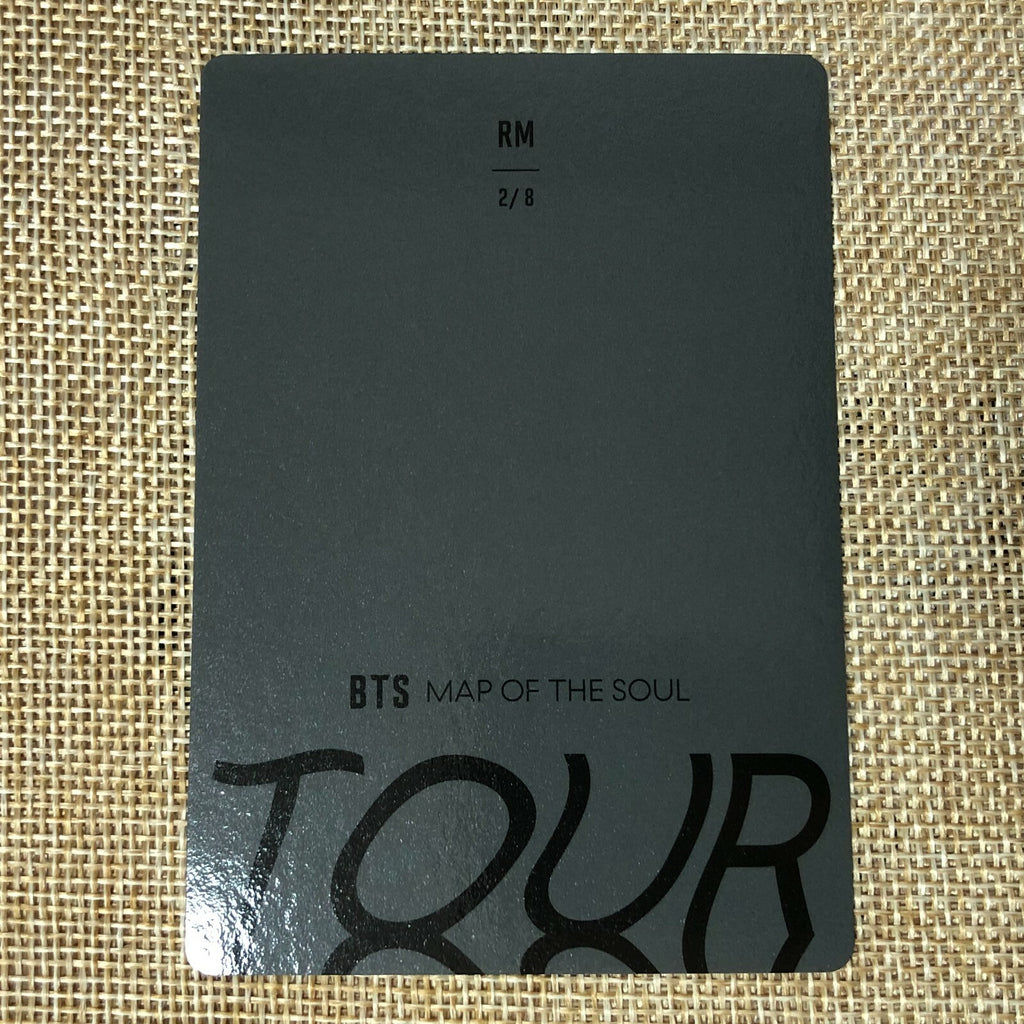 RM
2/8
BTS MAP OF THE SOUL
TOUR